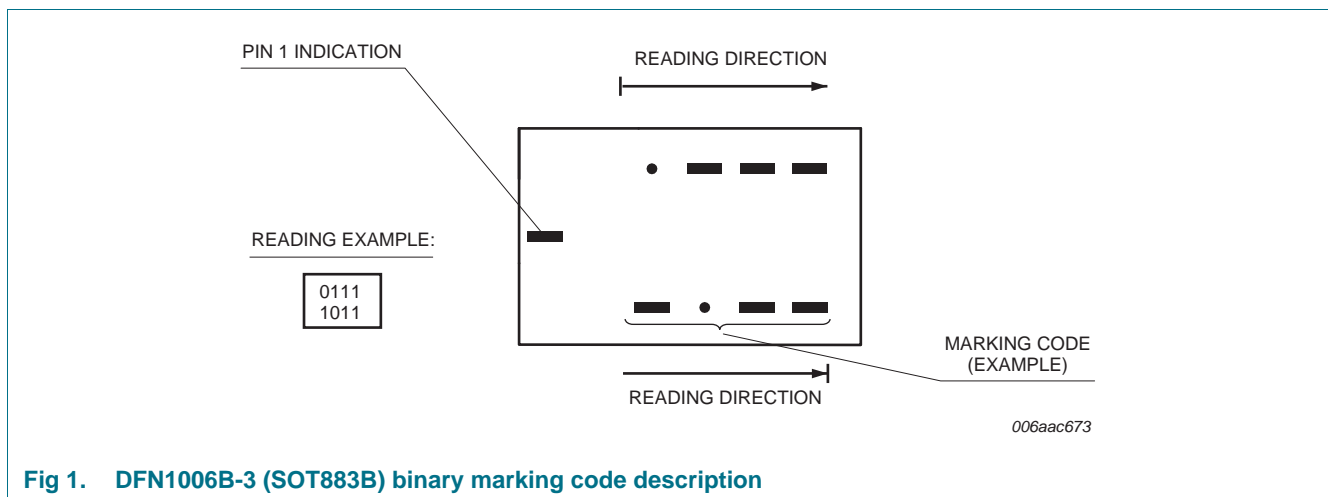 PIN 1 INDICATION
READING DIRECTION
READING EXAMPLE:
0111
1011
MARKING CODE
(EXAMPLE)
READING DIRECTION
006aac673
Fig 1. DFN1006B-3 (SOT883B) binary marking code description